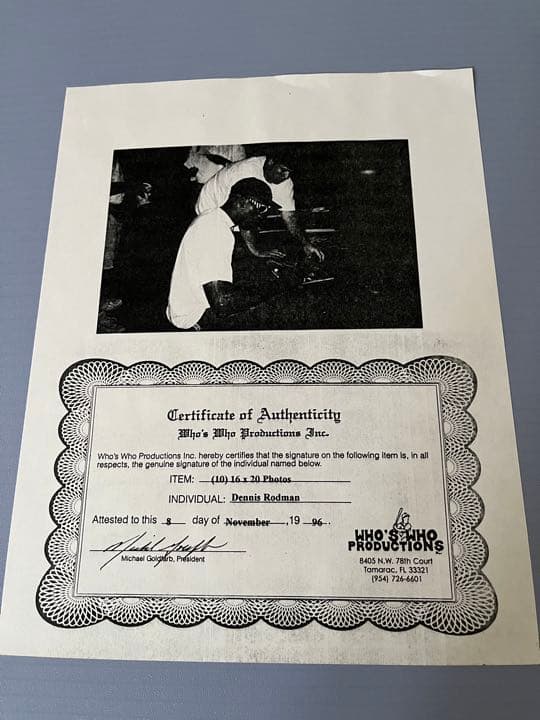 Certificate of Authenticity
Who's Who Productions Inc.
Who's Who Productions Inc. hereby certifies that the signature on the following item is, in all
respects, the genuine signature of the individual named below.
ITEM: (10) 16 x 20 Photos
INDIVIDUAL: Dennis Rodman
Attested to this 8 day of November, 19 96.
Michael Goldfarb, President
WHO'S WHO
PRODUCTIONS
8405 N.W. 78th Court
Tamarac, FL 33321
(954) 726-6601